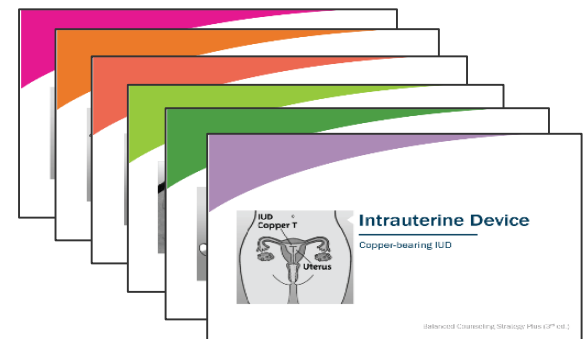 IUD
Copper T
Uterus
Intrauterine Device
Copper-bearing IUD
Balanced Counseling Strategy Plus (3rd ed.)